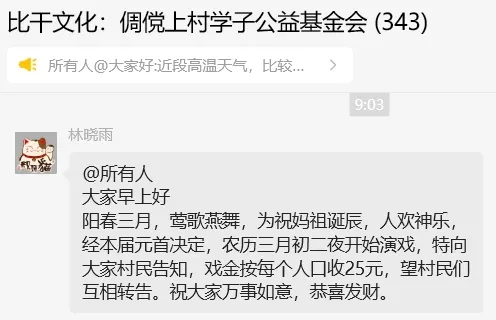 比干文化：倜傥上村学子公益基金会 (343)
所有人@大家好:近段高温天气，比较...
9:03
林晓雨
@所有人
大家早上好
阳春三月，莺歌燕舞，为祝妈祖诞辰，人欢神乐，
经本届元首决定，农历三月初二夜开始演戏，特向
大家村民告知，戏金按每个人口收25元，望村民们
互相转告。祝大家万事如意，恭喜发财。